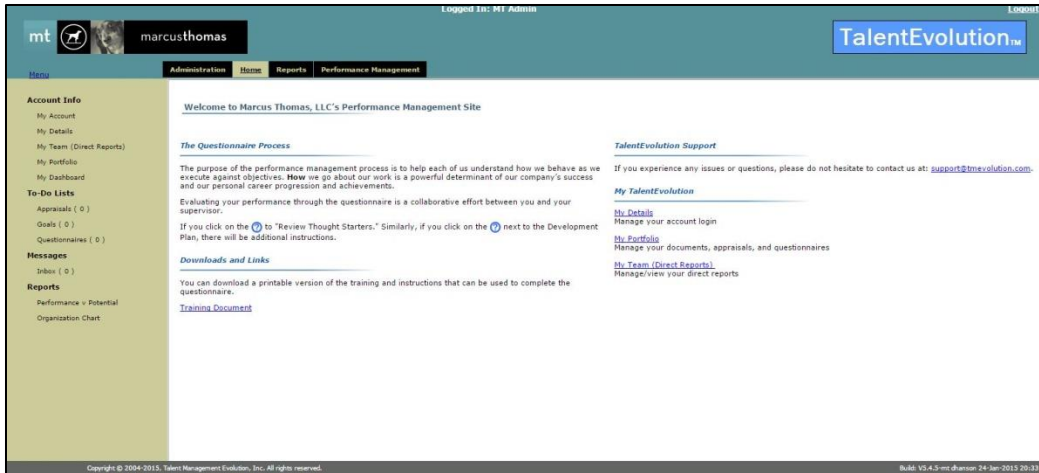 Logged In: MT Admin
Logout
mt
marcusthomas
TalentEvolution™
Menu
Administration Home Reports Performance Management
Account Info
My Account
My Details
My Team (Direct Reports)
My Portfolio
My Dashboard
To-Do Lists
Appraisals ( 0 )
Goals ( 0 )
Questionnaires ( 0 )
Messages
Inbox ( 0 )
Reports
Performance v Potential
Organization Chart
Welcome to Marcus Thomas, LLC's Performance Management Site
The Questionnaire Process
The purpose of the performance management process is to help each of us understand how we behave as we
execute against objectives. How we go about our work is a powerful determinant of our company's success
and our personal career progression and achievements.
Evaluating your performance through the questionnaire is a collaborative effort between you and your
supervisor.
If you click on the ? to "Review Thought Starters." Similarly, if you click on the ? next to the Development
Plan, there will be additional instructions.
Downloads and Links
You can download a printable version of the training and instructions that can be used to complete the
questionnaire.
Training Document
TalentEvolution Support
If you experience any issues or questions, please do not hesitate to contact us at: support@tmevolution.com.
My TalentEvolution
My Details
Manage your account login
My Portfolio
Manage your documents, appraisals, and questionnaires
My Team (Direct Reports)
Manage/view your direct reports
Copyright © 2004-2015, Talent Management Evolution, Inc. All rights reserved.
Build: V5.4.5-mt dhanson 24-Jan-2015 20:33